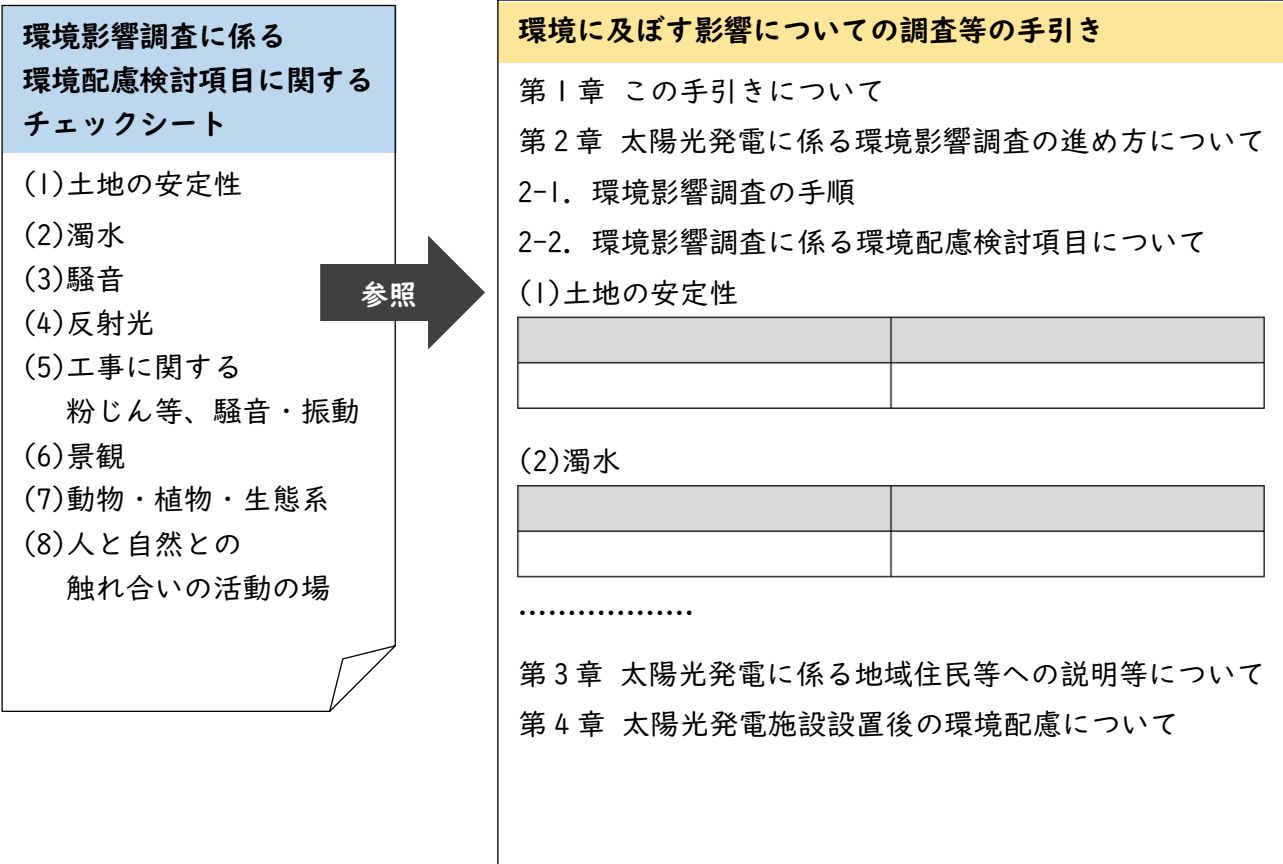 環境影響調査に係る
環境配慮検討項目に関する
チェックシート
(1)土地の安定性
(2)濁水
(3)騒音
(4)反射光
(5)工事に関する
粉じん等、騒音・振動
(6)景観
(7)動物・植物・生態系
(8)人と自然との
触れ合いの活動の場
参照
環境に及ぼす影響についての調査等の手引き
第1章 この手引きについて
第2章 太陽光発電に係る環境影響調査の進め方について
2-1. 環境影響調査の手順
2-2. 環境影響調査に係る環境配慮検討項目について
(1)土地の安定性
(2)濁水
………………
第3章 太陽光発電に係る地域住民等への説明等について
第4章 太陽光発電施設設置後の環境配慮について